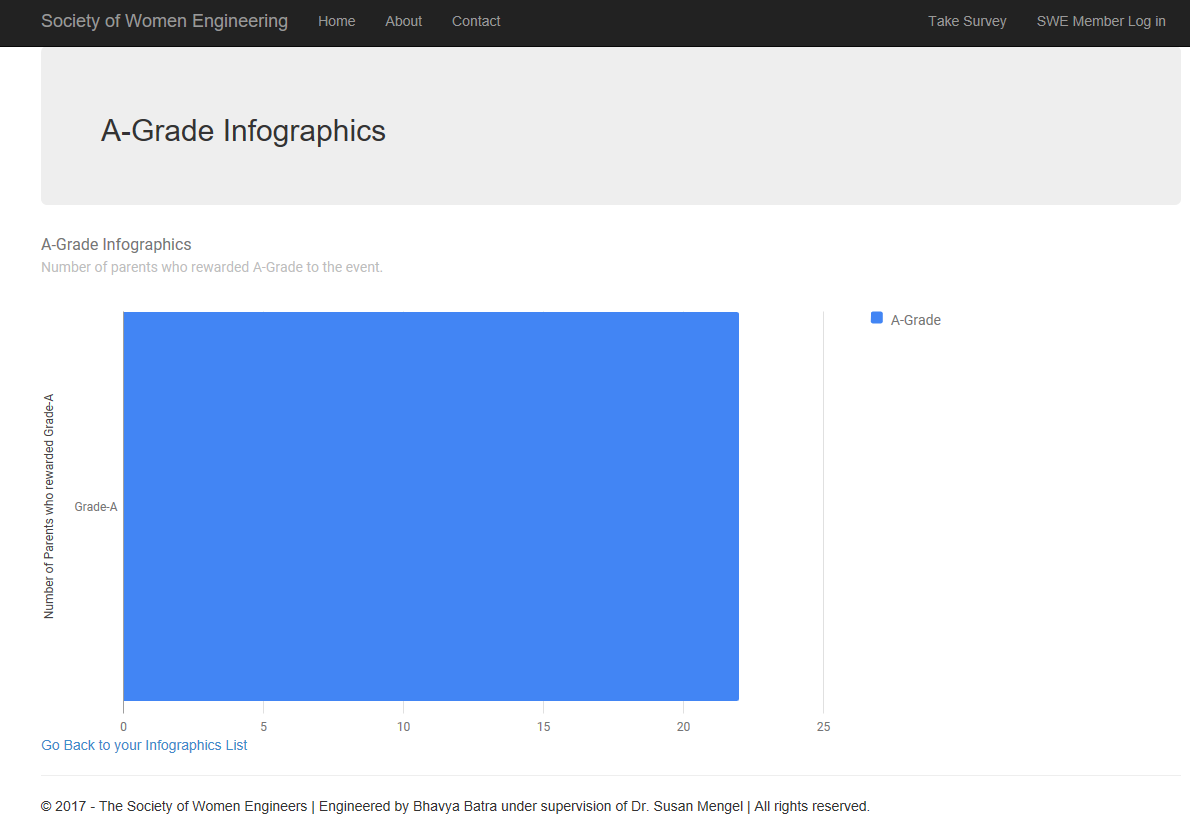 Society of Women Engineering Home About Contact Take Survey SWE Member Log in
A-Grade Infographics
A-Grade Infographics
Number of parents who rewarded A-Grade to the event.
A-Grade
Number of Parents who rewarded Grade-A
Grade-A
0 5 10 15 20 25
Go Back to your Infographics List
© 2017 - The Society of Women Engineers | Engineered by Bhavya Batra under supervision of Dr. Susan Mengel | All rights reserved.